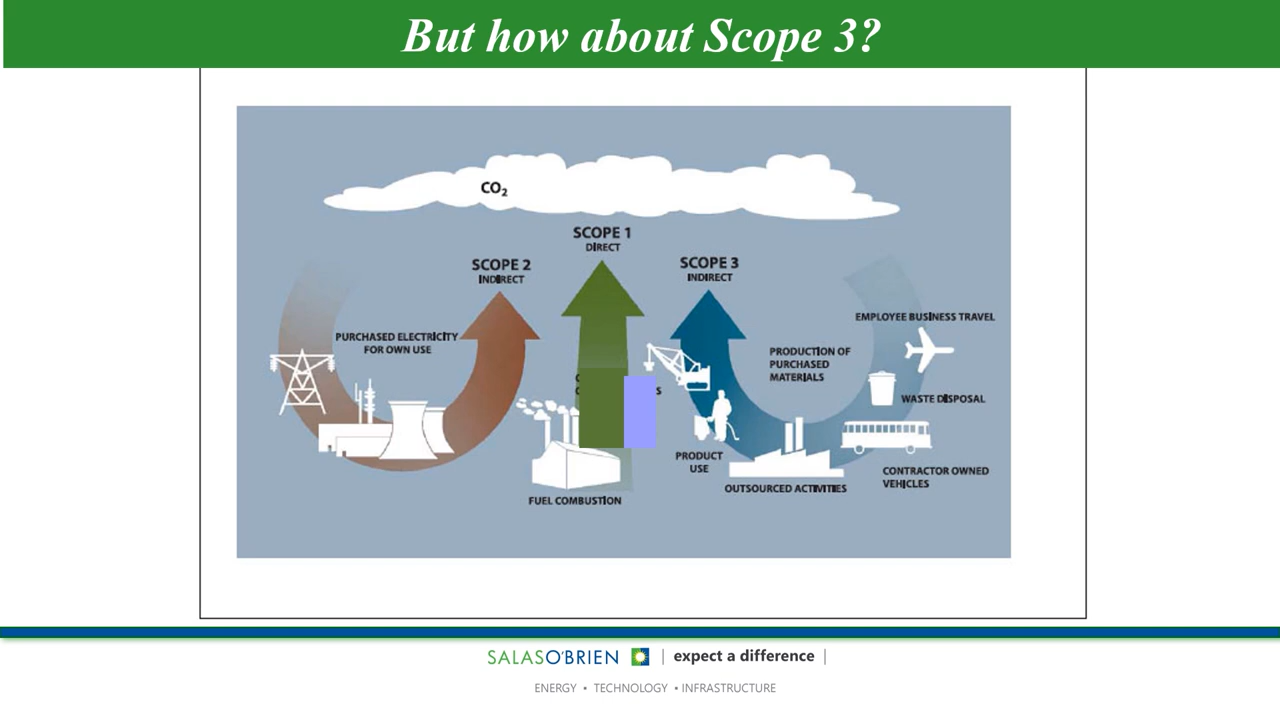 But how about Scope 3?
CO₂
SCOPE 1
DIRECT
SCOPE 2
INDIRECT
SCOPE 3
INDIRECT
PURCHASED ELECTRICITY
FOR OWN USE
EMPLOYEE BUSINESS TRAVEL
PRODUCTION OF
PURCHASED
MATERIALS
WASTE DISPOSAL
PRODUCT
USE
CONTRACTOR OWNED
VEHICLES
OUTSOURCED ACTIVITIES
FUEL COMBUSTION
SALASO'BRIEN | expect a difference |
ENERGY ▪ TECHNOLOGY ▪ INFRASTRUCTURE